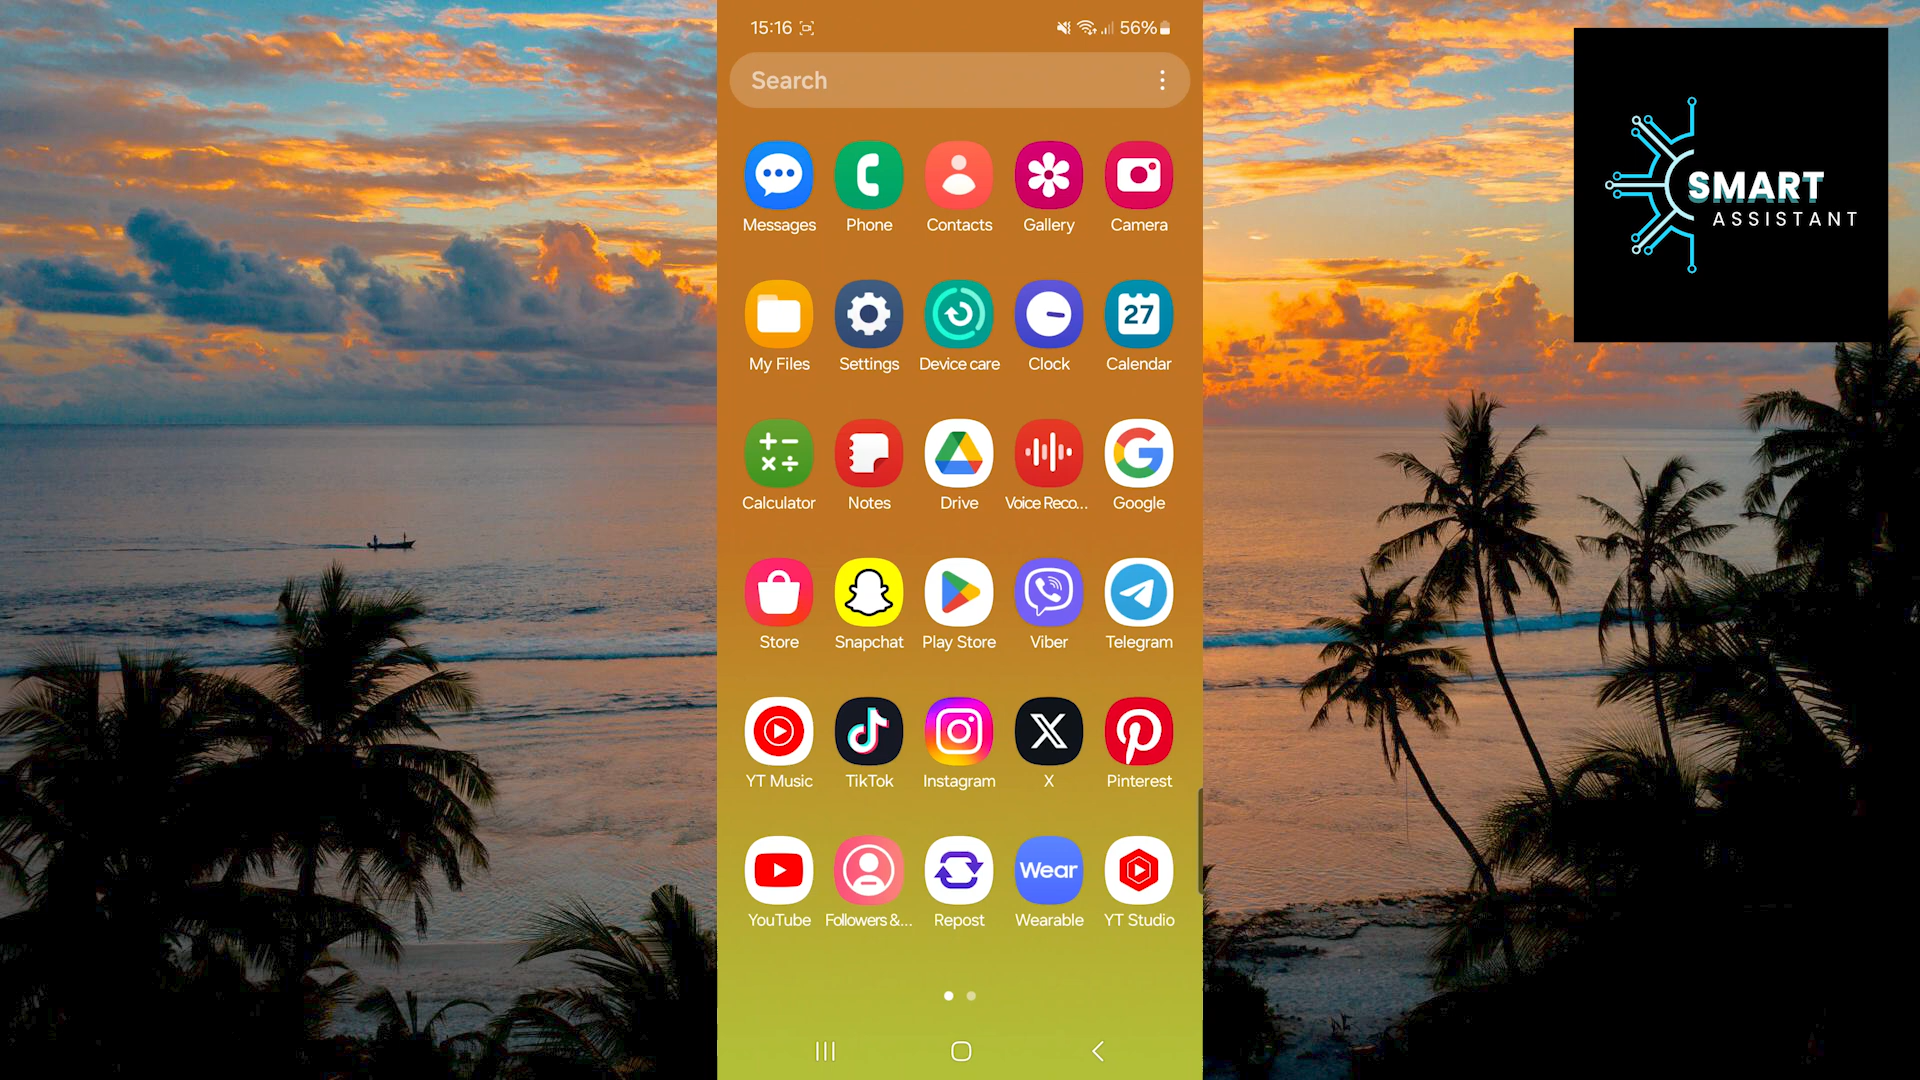 15:16
56%
Search
SMART
ASSISTANT
Messages Phone Contacts Gallery Camera
27
My Files Settings Device care Clock Calendar
Calculator Notes Drive Voice Reco... Google
Store Snapchat Play Store Viber Telegram
YT Music TikTok Instagram X Pinterest
Wear
YouTube Followers &... Repost Wearable YT Studio